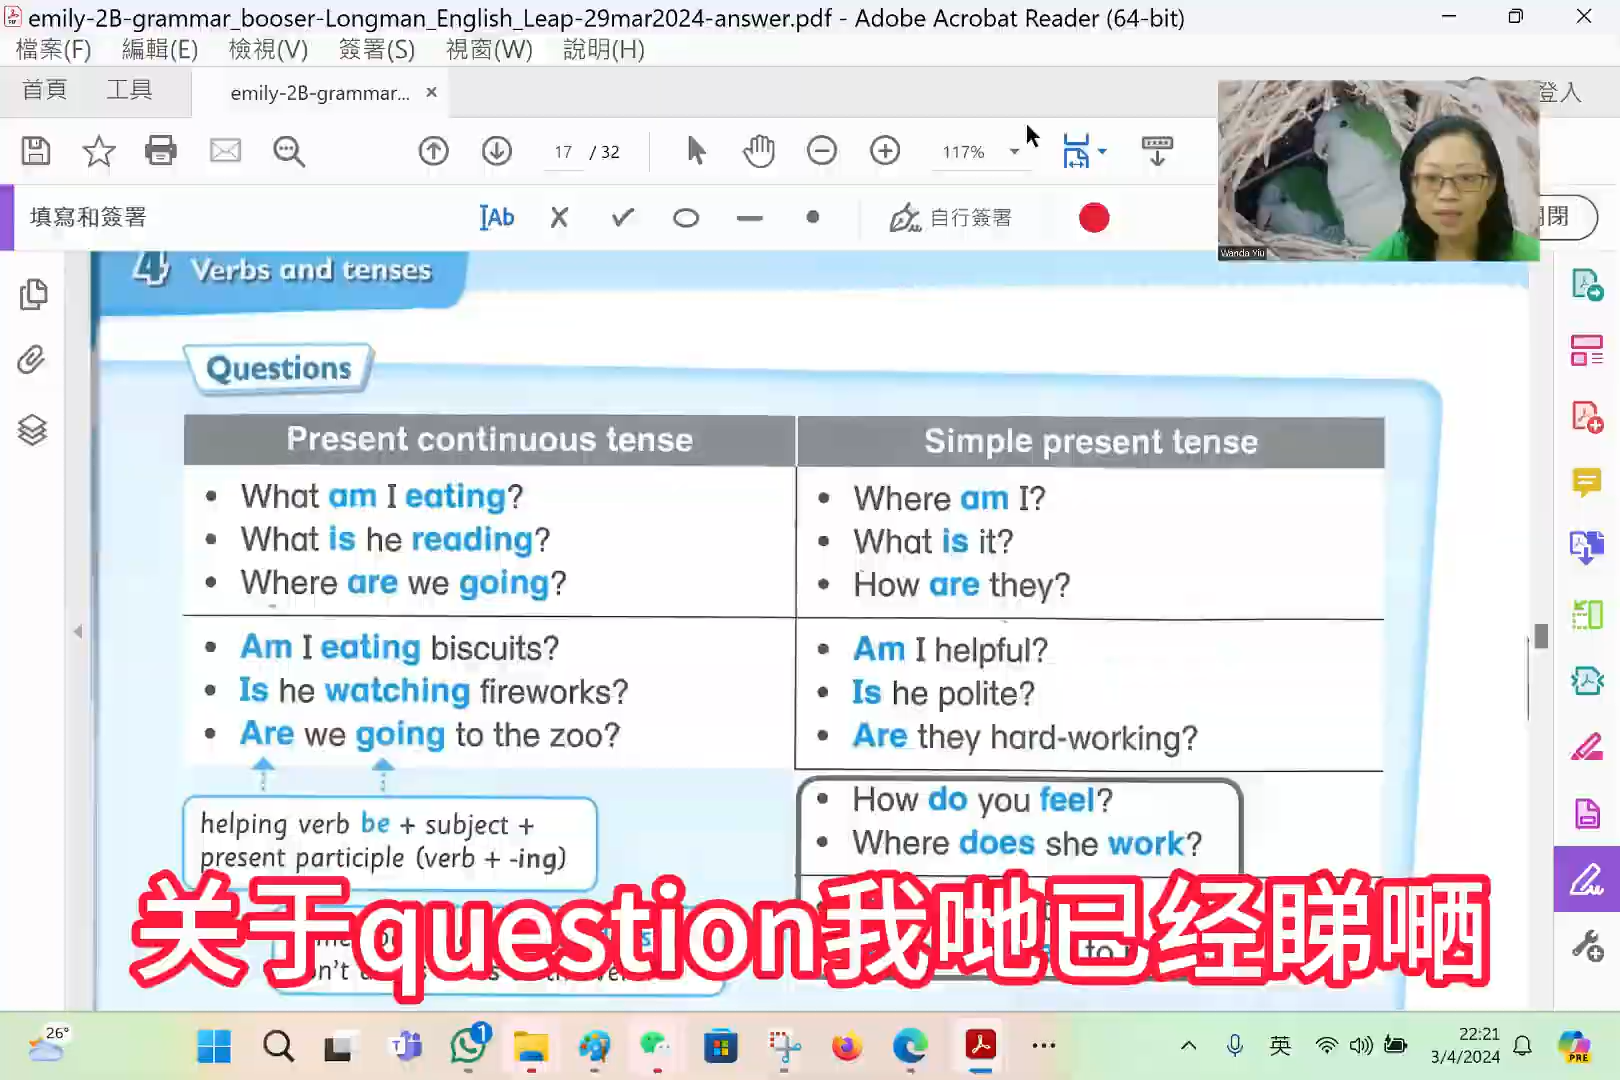 emily-2B-grammar_booser-Longman_English_Leap-29mar2024-answer.pdf - Adobe Acrobat Reader (64-bit)
檔案(F) 編輯(E) 檢視(V) 簽署(S) 視窗(W) 說明(H)
首頁 工具 emily-2B-grammar... × 登入
17 / 32 117%
填寫和簽署 Ab 自行簽署 閉
Wanda Yiu
4 Verbs and tenses
Questions
Present continuous tense
• What am I eating?
• What is he reading?
• Where are we going?
• Am I eating biscuits?
• Is he watching fireworks?
• Are we going to the zoo?
helping verb be + subject +
present participle (verb + -ing)
Simple present tense
• Where am I?
• What is it?
• How are they?
• Am I helpful?
• Is he polite?
• Are they hard-working?
• How do you feel?
• Where does she work?
关于question我哋已经睇晒
26° 1 英 22:21
3/4/2024 PRE